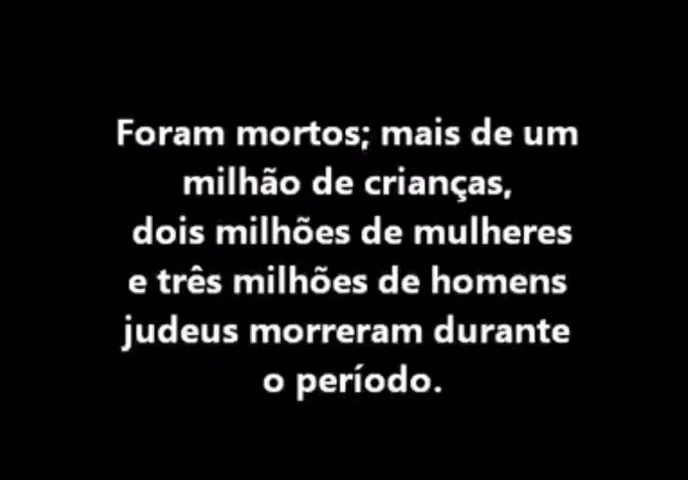 Foram mortos; mais de um
milhão de crianças,
dois milhões de mulheres
e três milhões de homens
judeus morreram durante
o período.